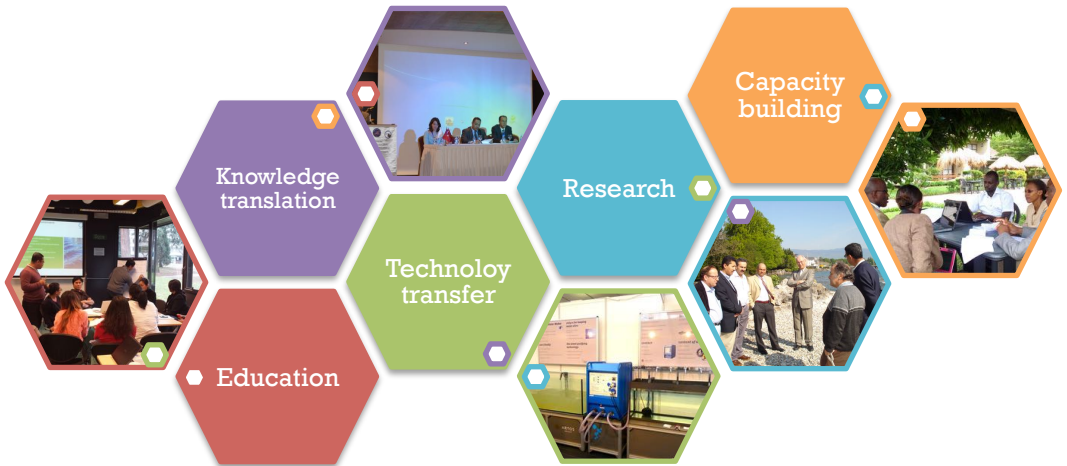 Capacity
building
Knowledge
translation
Research
Technoloy
transfer
Education